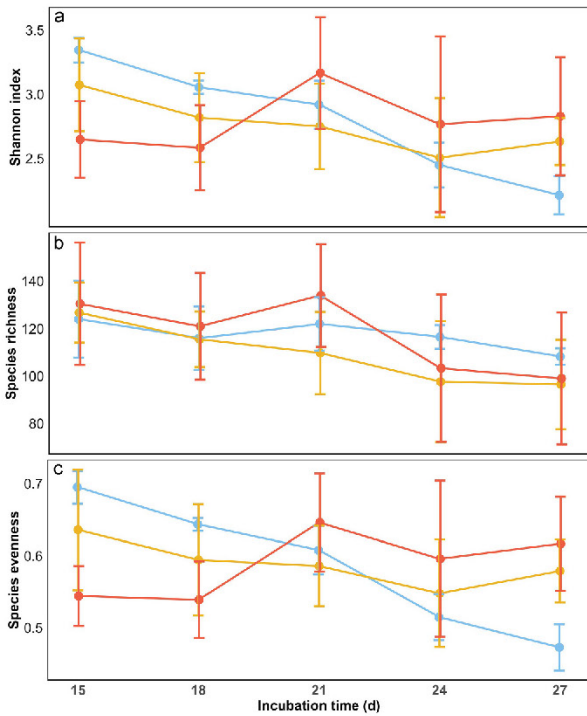 a
3.5
3.0
2.5
Shannon index
b
140
120
100
80
Species richness
c
0.7
0.6
0.5
Species evenness
15 18 21 24 27
Incubation time (d)